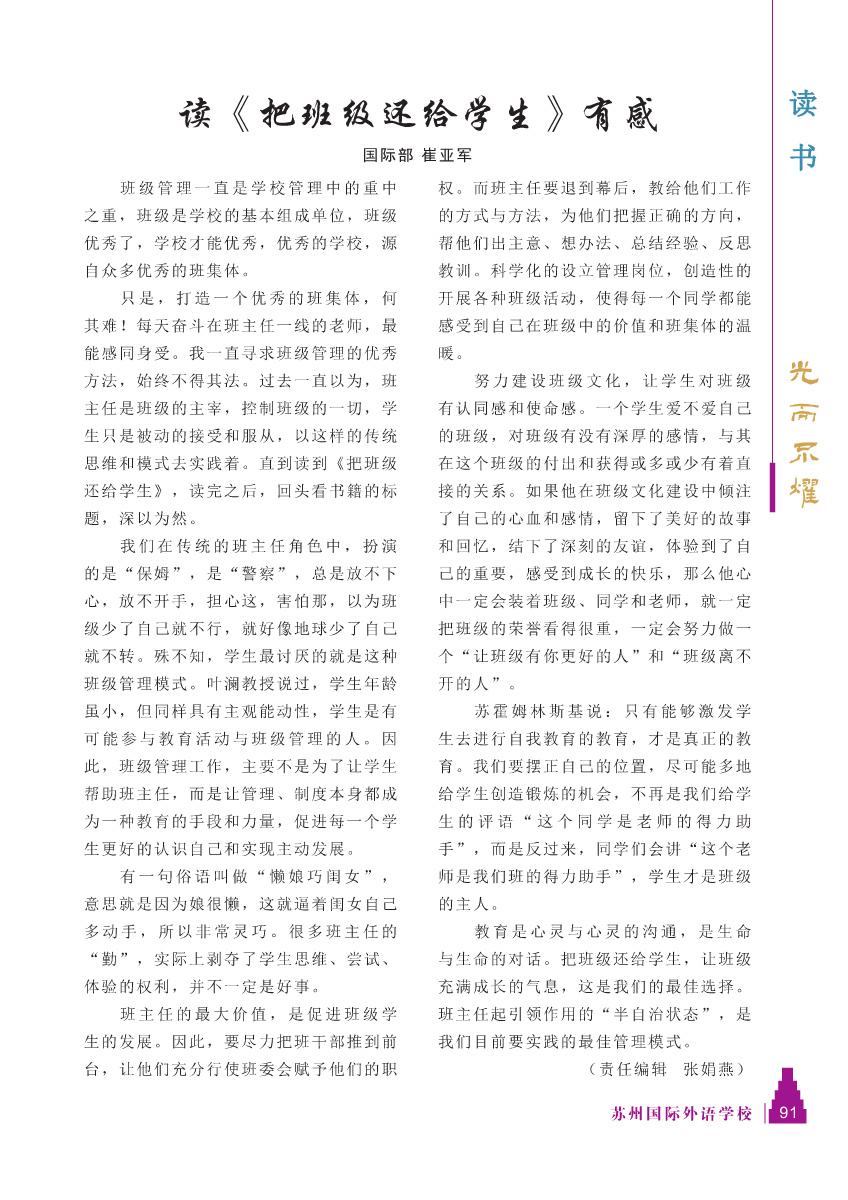 读《把班级还给学生》有感
国际部 崔亚军
班级管理一直是学校管理中的重中
之重，班级是学校的基本组成单位，班级
优秀了，学校才能优秀，优秀的学校，源
自众多优秀的班集体。
只是，打造一个优秀的班集体，何
其难！每天奋斗在班主任一线的老师，最
能感同身受。我一直寻求班级管理的优秀
方法，始终不得其法。过去一直以为，班
主任是班级的主宰，控制班级的一切，学
生只是被动的接受和服从，以这样的传统
思维和模式去实践着。直到读到《把班级
还给学生》，读完之后，回头看书籍的标
题，深以为然。
我们在传统的班主任角色中，扮演
的是“保姆”，是“警察”，总是放不下
心，放不开手，担心这，害怕那，以为班
级少了自己就不行，就好像地球少了自己
就不转。殊不知，学生最讨厌的就是这种
班级管理模式。叶澜教授说过，学生年龄
虽小，但同样具有主观能动性，学生是有
可能参与教育活动与班级管理的人。因
此，班级管理工作，主要不是为了让学生
帮助班主任，而是让管理、制度本身都成
为一种教育的手段和力量，促进每一个学
生更好的认识自己和实现主动发展。
有一句俗语叫做“懒娘巧闺女”，
意思就是因为娘很懒，这就逼着闺女自己
多动手，所以非常灵巧。很多班主任的
“勤”，实际上剥夺了学生思维、尝试、
体验的权利，并不一定是好事。
班主任的最大价值，是促进班级学
生的发展。因此，要尽力把班干部推到前
台，让他们充分行使班委会赋予他们的职
权。而班主任要退到幕后，教给他们工作
的方式与方法，为他们把握正确的方向，
帮他们出主意、想办法、总结经验、反思
教训。科学化的设立管理岗位，创造性的
开展各种班级活动，使得每一个同学都能
感受到自己在班级中的价值和班集体的温
暖。
努力建设班级文化，让学生对班级
有认同感和使命感。一个学生爱不爱自己
的班级，对班级有没有深厚的感情，与其
在这个班级的付出和获得或多或少有着直
接的关系。如果他在班级文化建设中倾注
了自己的心血和感情，留下了美好的故事
和回忆，结下了深刻的友谊，体验到了自
己的重要，感受到成长的快乐，那么他心
中一定会装着班级、同学和老师，就一定
把班级的荣誉看得很重，一定会努力做一
个“让班级有你更好的人”和“班级离不
开的人”。
苏霍姆林斯基说：只有能够激发学
生去进行自我教育的教育，才是真正的教
育。我们要摆正自己的位置，尽可能多地
给学生创造锻炼的机会，不再是我们给学
生的评语“这个同学是老师的得力助
手”，而是反过来，同学们会讲“这个老
师是我们班的得力助手”，学生才是班级
的主人。
教育是心灵与心灵的沟通，是生命
与生命的对话。把班级还给学生，让班级
充满成长的气息，这是我们的最佳选择。
班主任起引领作用的“半自治状态”，是
我们目前要实践的最佳管理模式。
（责任编辑 张娟燕）
读书
光而不耀
苏州国际外语学校 91